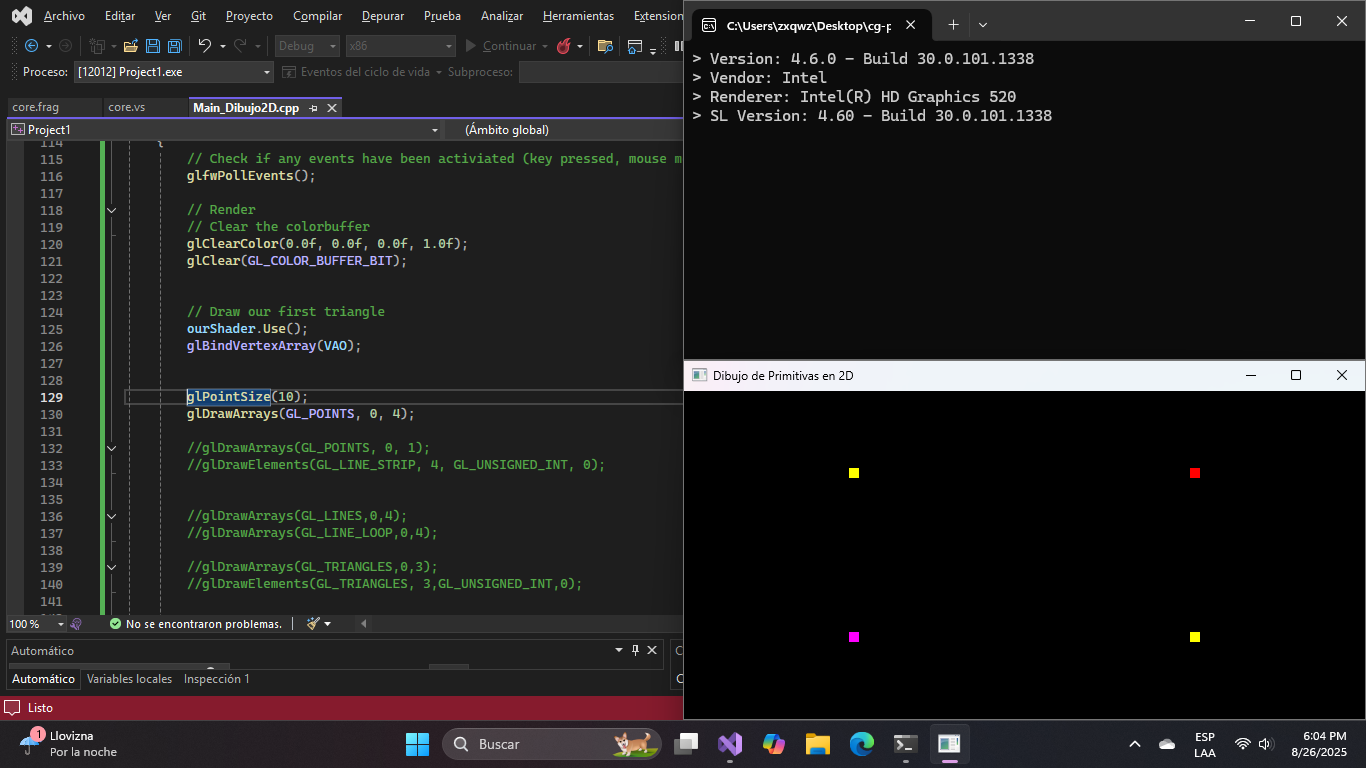 Archivo Editar Ver Git Proyecto Compilar Depurar Prueba Analizar Herramientas Extension
Debug x86 Continuar
Proceso: [12012] Project1.exe Eventos del ciclo de vida Subproceso:
core.frag core.vs Main_Dibujo2D.cpp
Project1 (Ámbito global)
114 {
115 // Check if any events have been activiated (key pressed, mouse m
116 glfwPollEvents();
117
118 // Render
119 // Clear the colorbuffer
120 glClearColor(0.0f, 0.0f, 0.0f, 1.0f);
121 glClear(GL_COLOR_BUFFER_BIT);
122
123
124 // Draw our first triangle
125 ourShader.Use();
126 glBindVertexArray(VAO);
127
128
129 glPointSize(10);
130 glDrawArrays(GL_POINTS, 0, 4);
131
132 //glDrawArrays(GL_POINTS, 0, 1);
133 //glDrawElements(GL_LINE_STRIP, 4, GL_UNSIGNED_INT, 0);
134
135
136 //glDrawArrays(GL_LINES,0,4);
137 //glDrawArrays(GL_LINE_LOOP,0,4);
138
139 //glDrawArrays(GL_TRIANGLES,0,3);
140 //glDrawElements(GL_TRIANGLES, 3,GL_UNSIGNED_INT,0);
141
100 % No se encontraron problemas.
Automático
Automático Variables locales Inspección 1
Listo
C:\Users\zxqwz\Desktop\cg-p
> Version: 4.6.0 - Build 30.0.101.1338
> Vendor: Intel
> Renderer: Intel(R) HD Graphics 520
> SL Version: 4.60 - Build 30.0.101.1338
Dibujo de Primitivas en 2D
1
Llovizna
Por la noche
Buscar
ESP
LAA
6:04 PM
8/26/2025